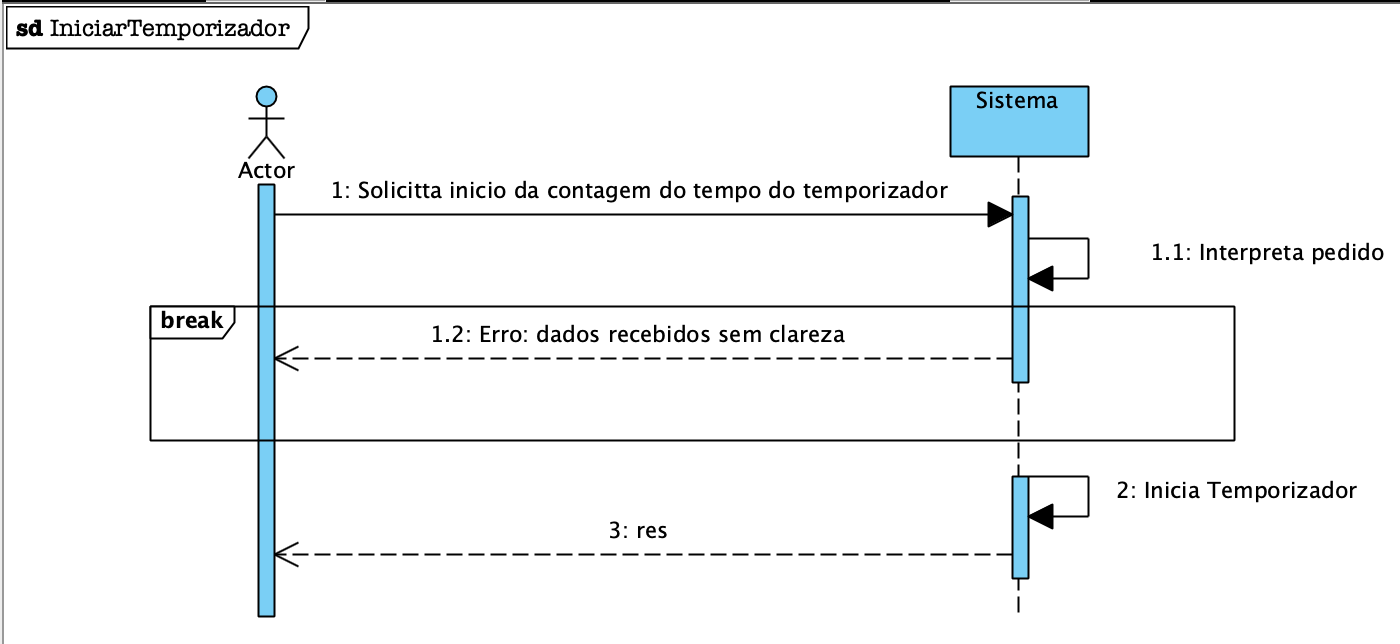 sd IniciarTemporizador
Sistema
Actor
1: Solicitta inicio da contagem do tempo do temporizador
1.1: Interpreta pedido
break
1.2: Erro: dados recebidos sem clareza
2: Inicia Temporizador
3: res